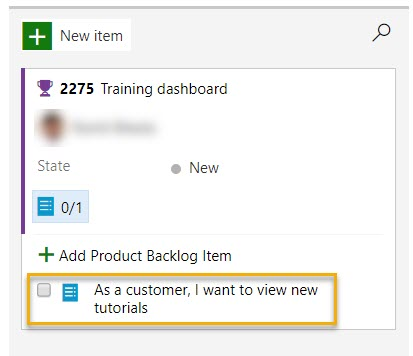 New item
2275 Training dashboard
State New
0/1
Add Product Backlog Item
As a customer, I want to view new
tutorials